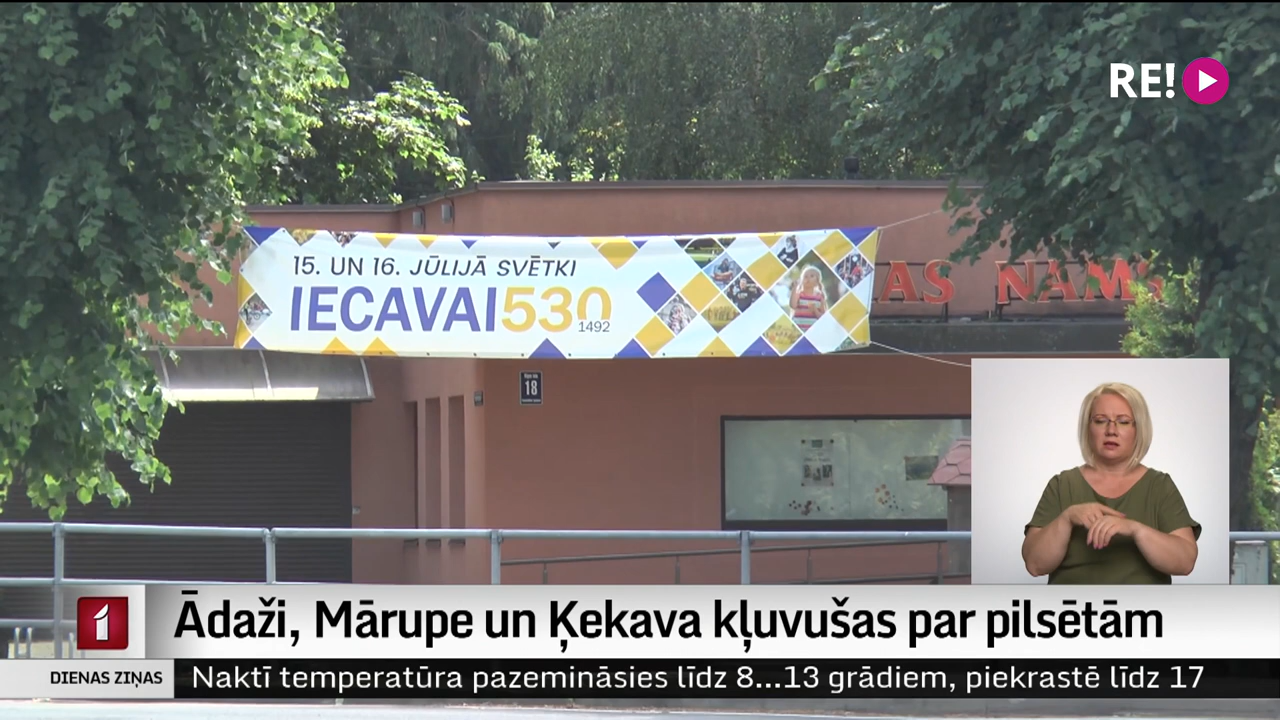 RE!
15. UN 16. JŪLIJĀ SVĒTKI
IECAVAI530
1492
AS NAMS
18
1
Ādaži, Mārupe un Ķekava kļuvušas par pilsētām
DIENAS ZIŅAS
Naktī temperatūra pazemināsies līdz 8...13 grādiem, piekrastē līdz 17